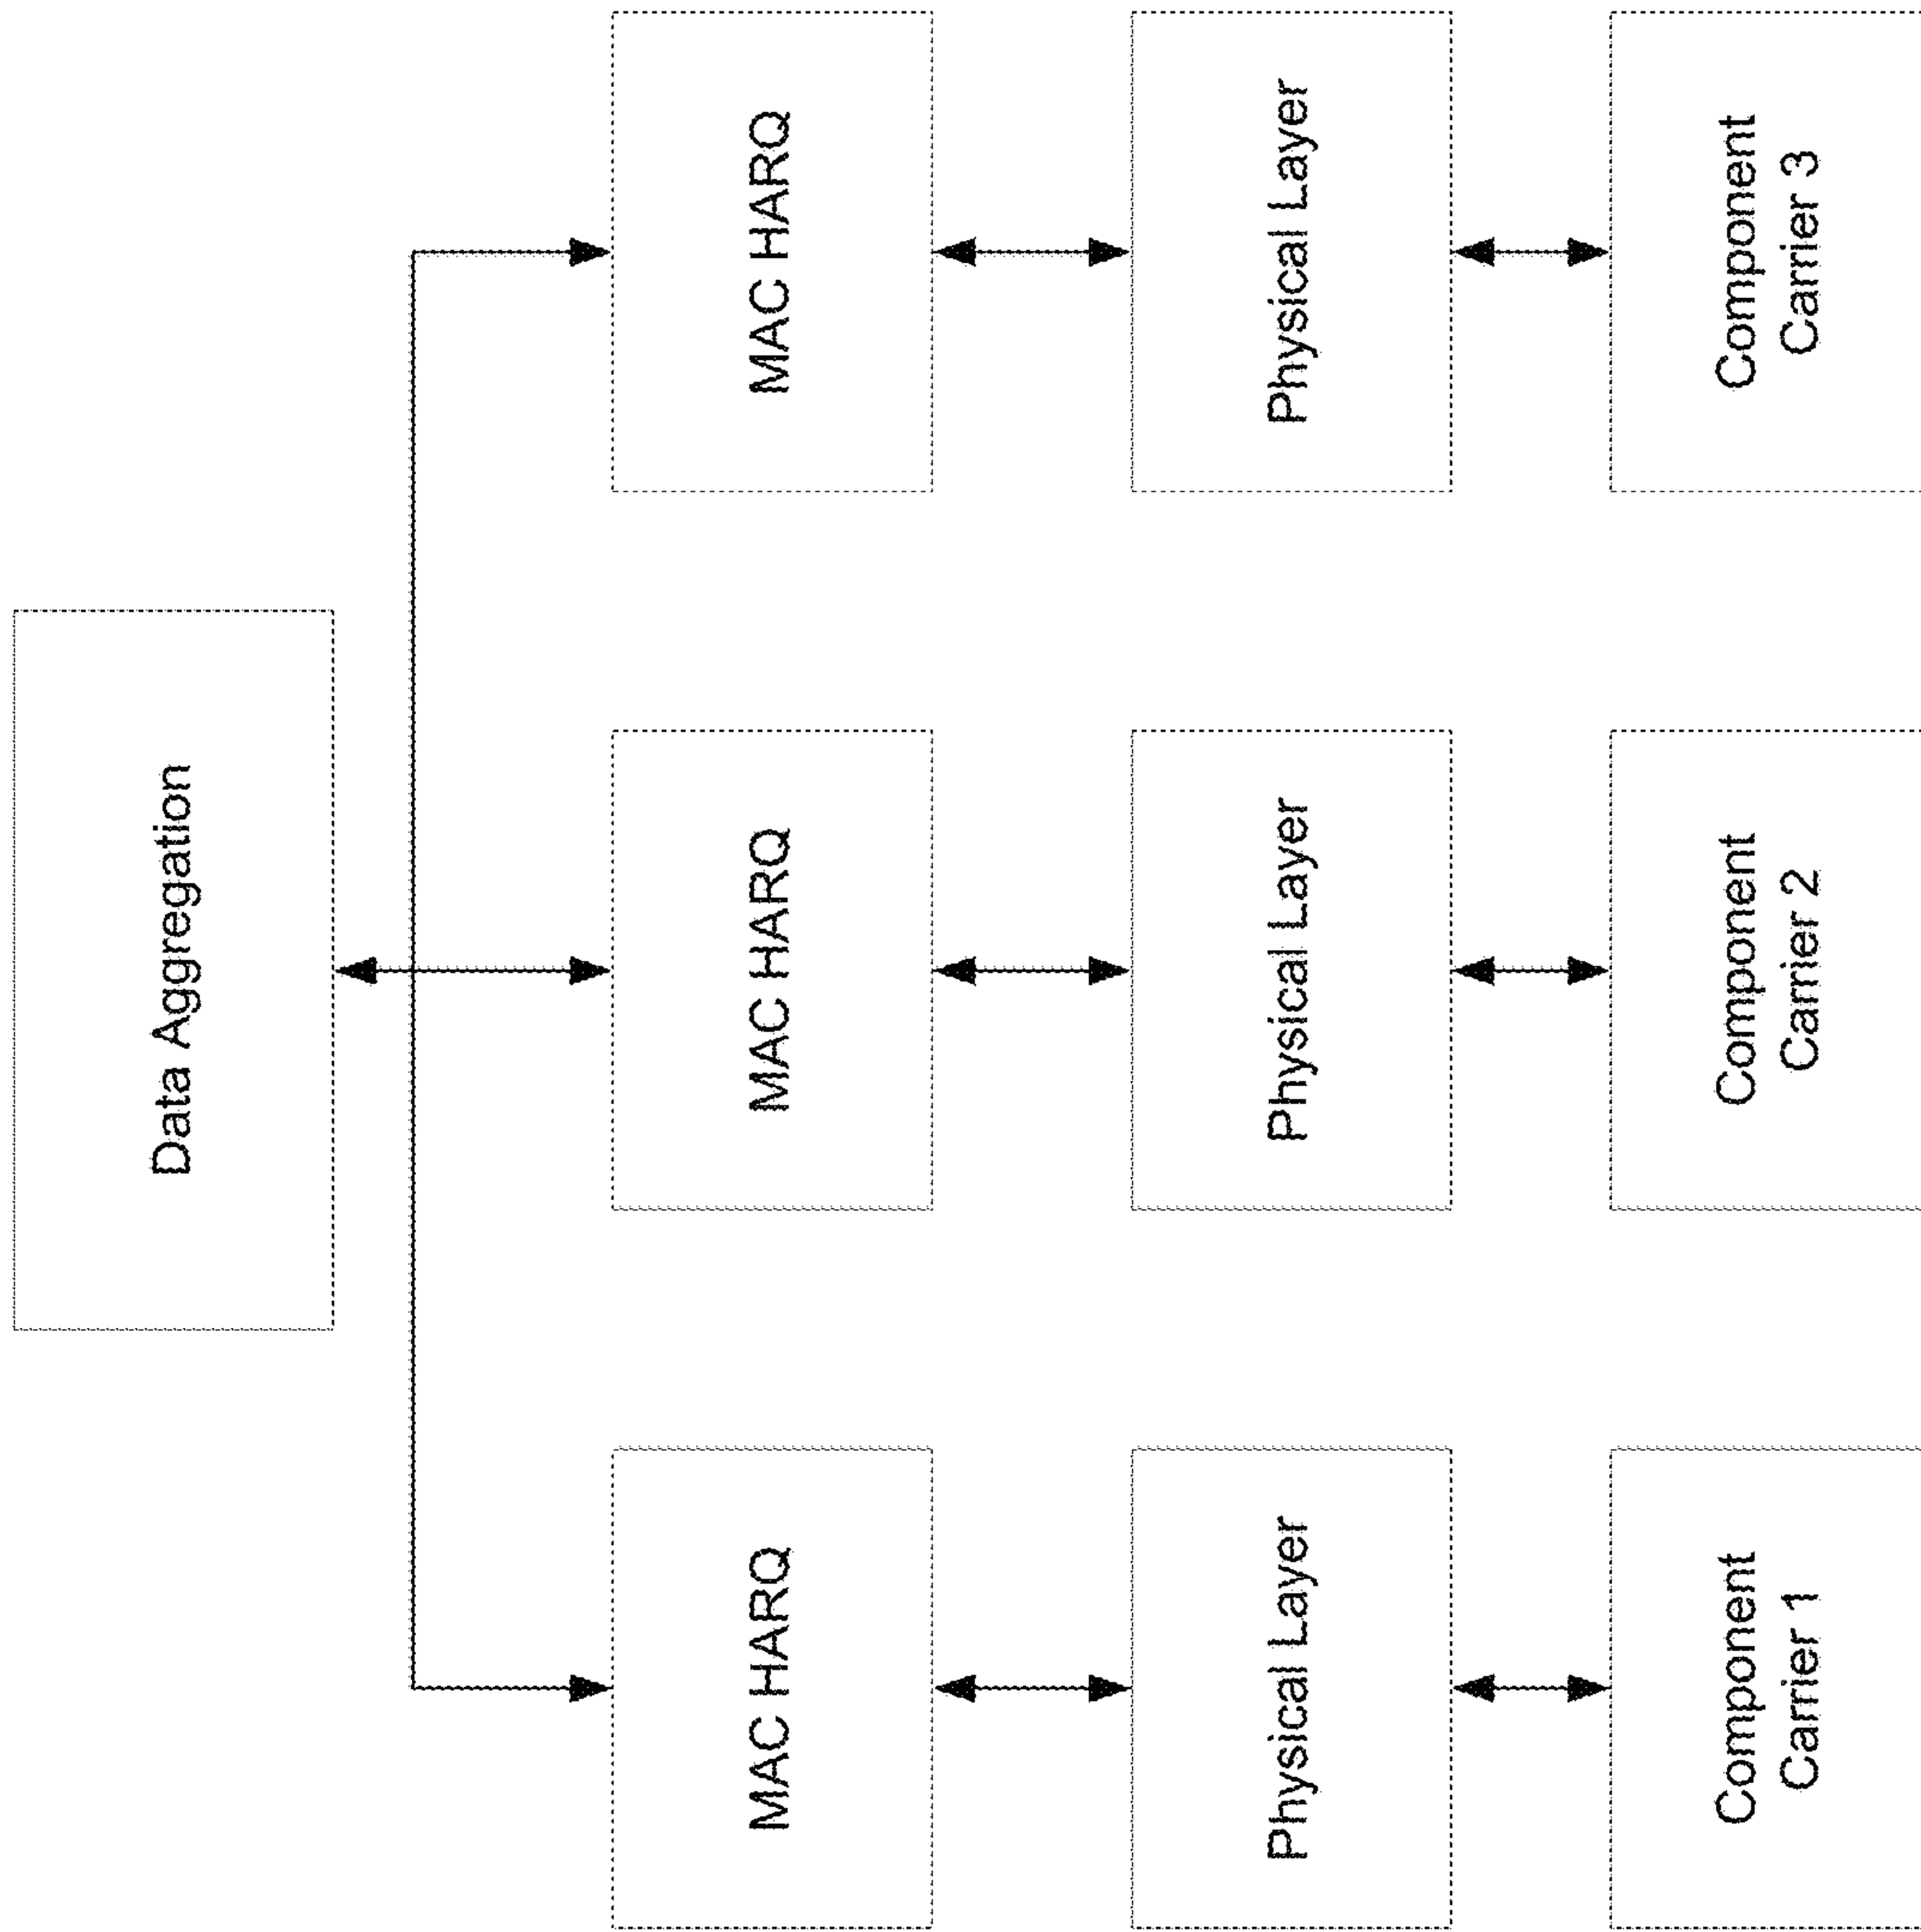 Data Aggregation
MAC HARQ
MAC HARQ
MAC HARQ
Physical Layer
Physical Layer
Physical Layer
Component
Carrier 1
Component
Carrier 2
Component
Carrier 3